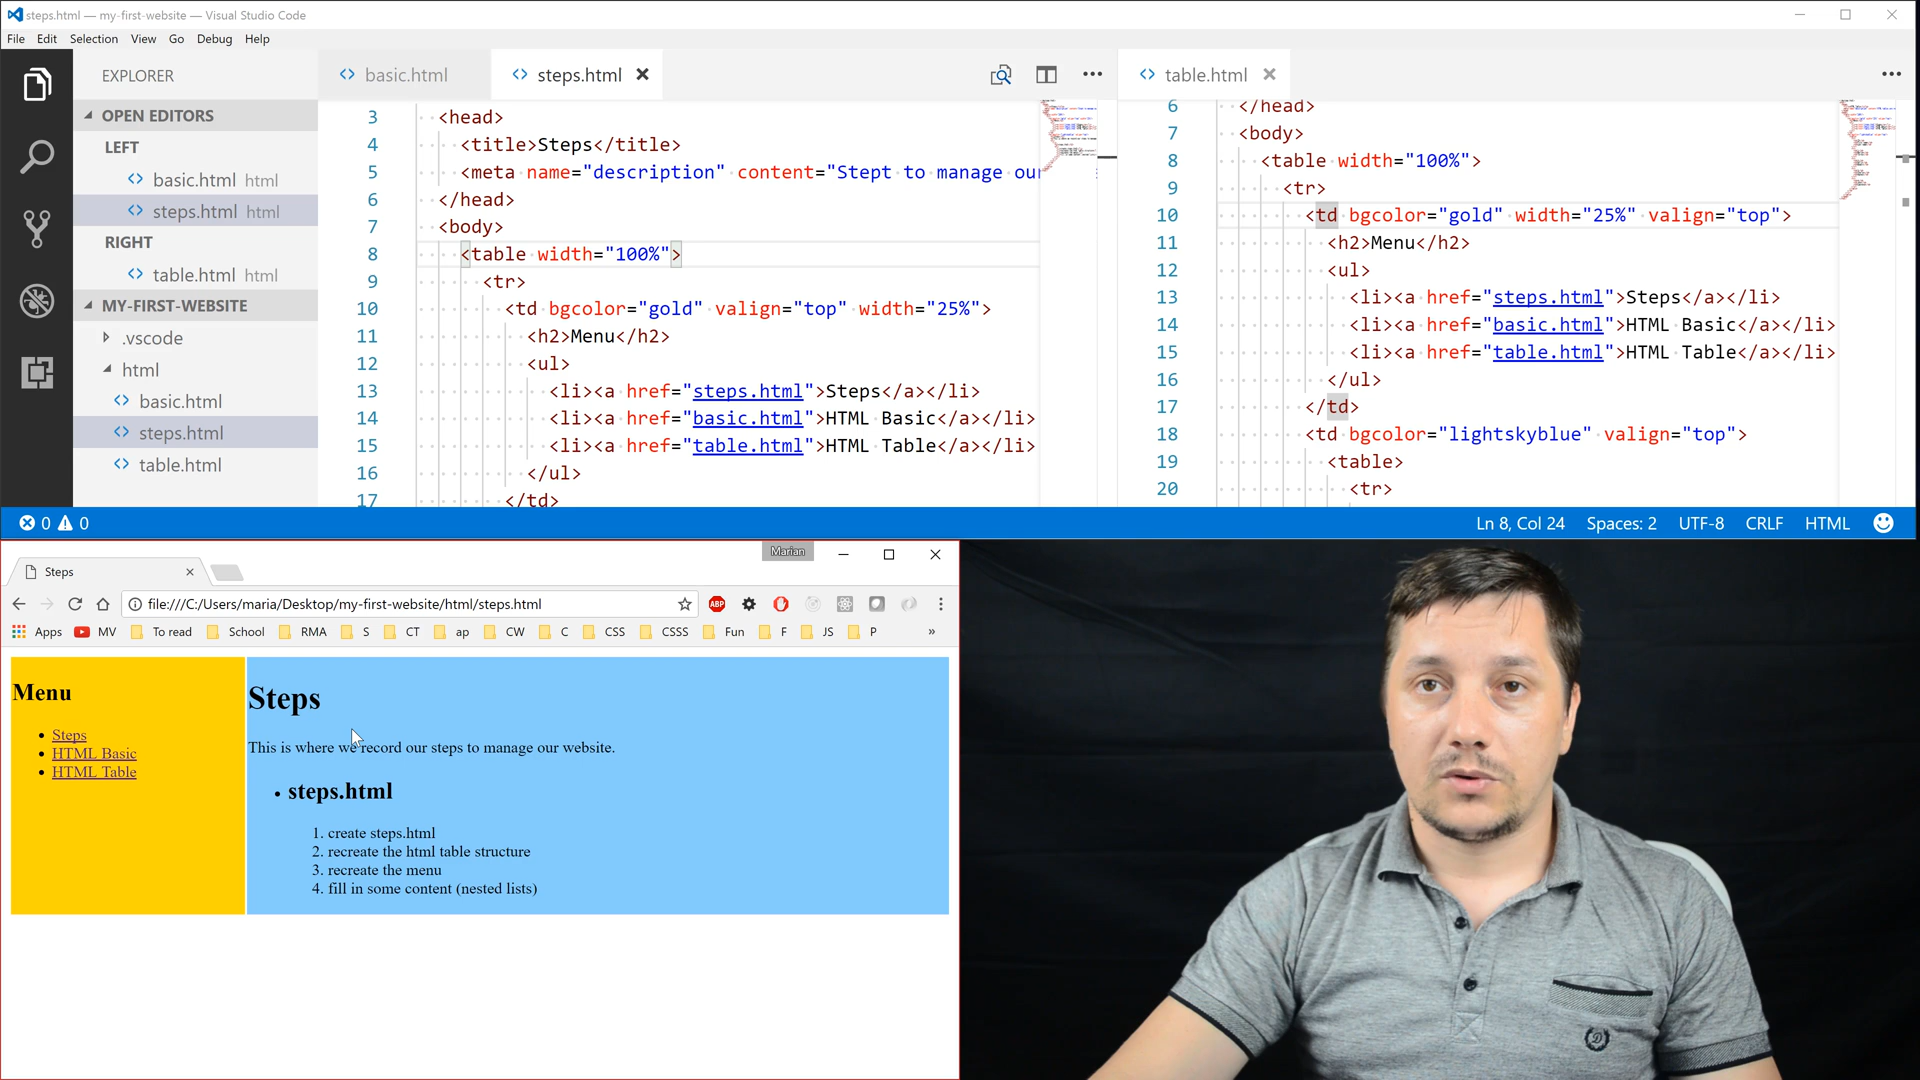 steps.html — my-first-website — Visual Studio Code
File Edit Selection View Go Debug Help
EXPLORER
OPEN EDITORS
LEFT
basic.html html
steps.html html
RIGHT
table.html html
MY-FIRST-WEBSITE
.vscode
html
basic.html
steps.html
table.html
basic.html
steps.html
3 <head>
4 <title>Steps</title>
5 <meta name="description" content="Stept to manage our
6 </head>
7 <body>
8 <table width="100%">
9 <tr>
10 <td bgcolor="gold" valign="top" width="25%">
11 <h2>Menu</h2>
12 <ul>
13 <li><a href="steps.html">Steps</a></li>
14 <li><a href="basic.html">HTML Basic</a></li>
15 <li><a href="table.html">HTML Table</a></li>
16 </ul>
17 </td>
table.html
6 </head>
7 <body>
8 <table width="100%">
9 <tr>
10 <td bgcolor="gold" width="25%" valign="top">
11 <h2>Menu</h2>
12 <ul>
13 <li><a href="steps.html">Steps</a></li>
14 <li><a href="basic.html">HTML Basic</a></li>
15 <li><a href="table.html">HTML Table</a></li>
16 </ul>
17 </td>
18 <td bgcolor="lightskyblue" valign="top">
19 <table>
20 <tr>
0 0
Ln 8, Col 24 Spaces: 2 UTF-8 CRLF HTML
Marian
Steps
file:///C:/Users/maria/Desktop/my-first-website/html/steps.html
ABP
Apps MV To read School RMA S CT ap CW C CSS CSSS Fun F JS P »
Menu
Steps
HTML Basic
HTML Table
Steps
This is where we record our steps to manage our website.
steps.html
1. create steps.html
2. recreate the html table structure
3. recreate the menu
4. fill in some content (nested lists)